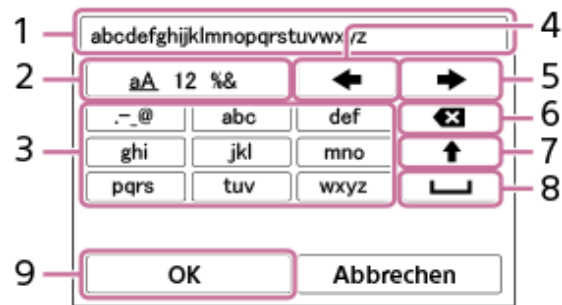 1 abcdefghijklmnopqrstuvwxyz 4
2 aA 12 %& 5
.-_@ abc def 6
3 ghi jkl mno 7
pqrs tuv wxyz 8
9 OK Abbrechen